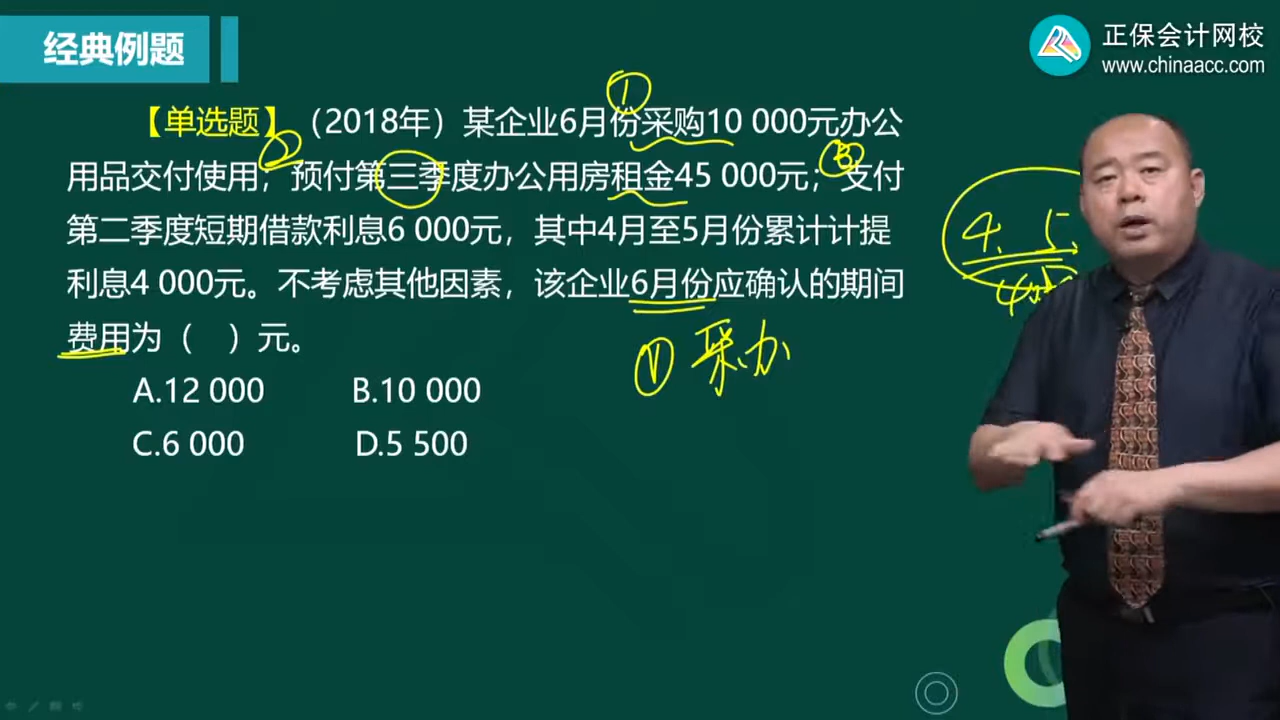 经典例题
正保会计网校
www.chinaacc.com
①
【单选题】（2018年）某企业6月份采购10 000元办公
② ③
用品交付使用；预付第三季度办公用房租金45 000元；支付
第二季度短期借款利息6 000元，其中4月至5月份累计计提
4、5
利息4 000元。不考虑其他因素，该企业6月份应确认的期间
费用为（ ）元。
① 采办
A.12 000 B.10 000
C.6 000 D.5 500